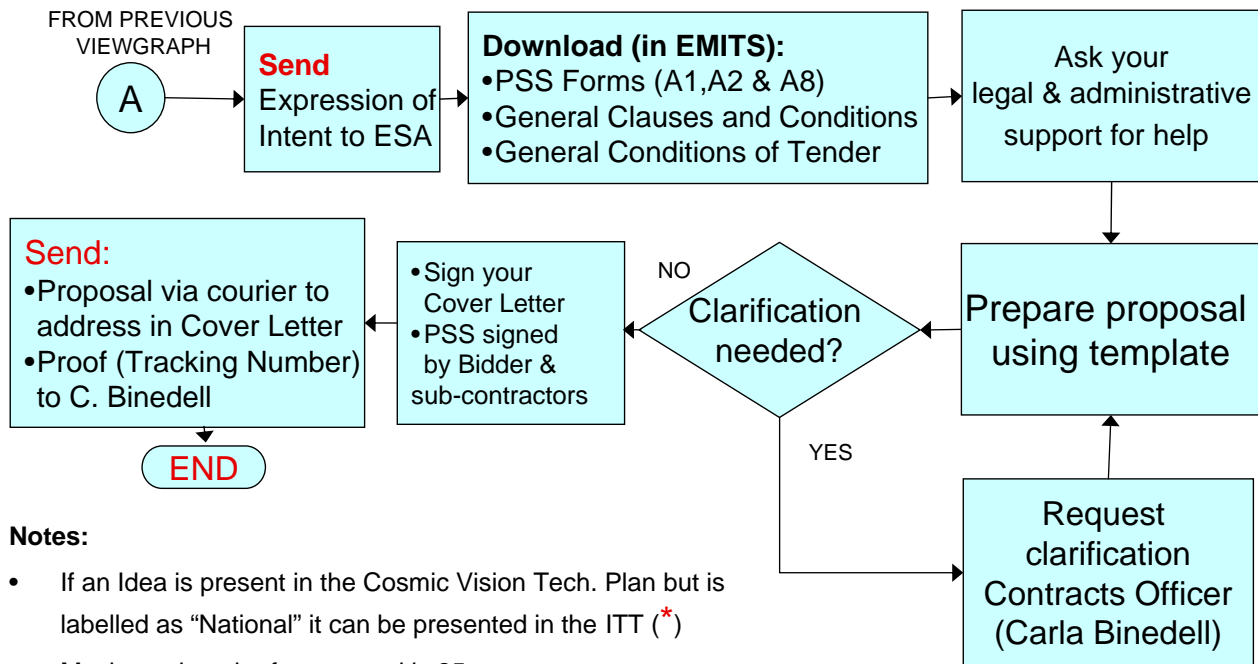 FROM PREVIOUS
VIEWGRAPH
A
Send
Expression of
Intent to ESA
Download (in EMITS):
•PSS Forms (A1,A2 & A8)
•General Clauses and Conditions
•General Conditions of Tender
Ask your
legal & administrative
support for help
Prepare proposal
using template
Clarification
needed?
NO
YES
Request
clarification
Contracts Officer
(Carla Binedell)
•Sign your
Cover Letter
•PSS signed
by Bidder &
sub-contractors
Send:
•Proposal via courier to
address in Cover Letter
•Proof (Tracking Number)
to C. Binedell
END
Notes:
• If an Idea is present in the Cosmic Vision Tech. Plan but is
labelled as “National” it can be presented in the ITT (*)